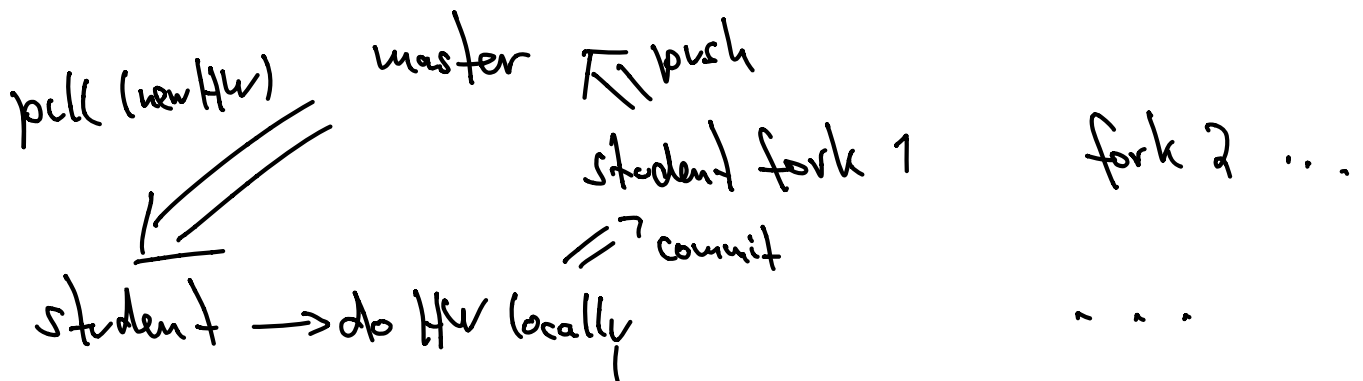 master push
pull (new HW)
student fork 1 fork 2 ...
commit
student → do HW locally ...